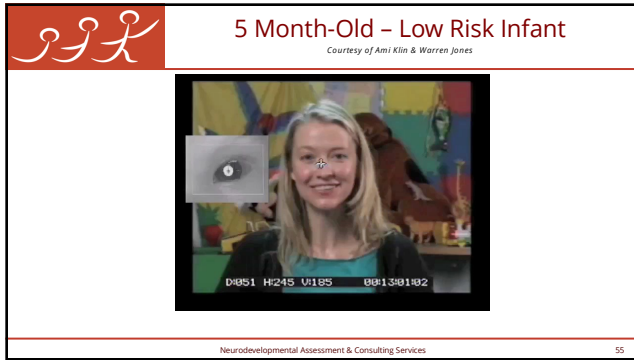 5 Month-Old – Low Risk Infant
Courtesy of Ami Klin & Warren Jones
D:051 H:245 V:185 00:13:01:02
Neurodevelopmental Assessment & Consulting Services 55